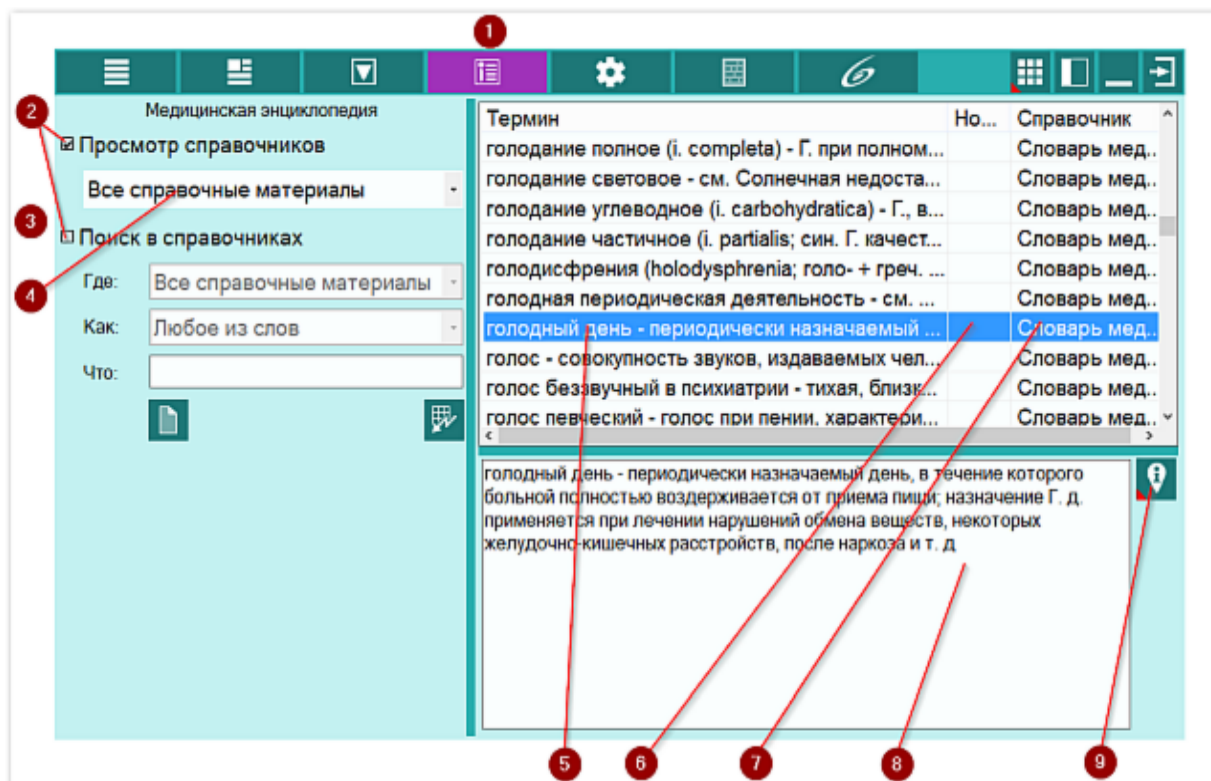 1
2
Медицинская энциклопедия
Просмотр справочников
Все справочные материалы
3
Поиск в справочниках
4
Где: Все справочные материалы
Как: Любое из слов
Что:
Термин Но... Справочник
голодание полное (i. completa) - Г. при полном... Словарь мед..
голодание световое - см. Солнечная недоста... Словарь мед..
голодание углеводное (i. carbohydratica) - Г., в... Словарь мед..
голодание частичное (i. partialis; син. Г. качест... Словарь мед..
голодисфрения (holodysphrenia; голо- + греч. ... Словарь мед..
голодная периодическая деятельность - см. ... Словарь мед..
голодный день - периодически назначаемый ... Словарь мед..
голос - совокупность звуков, издаваемых чел... Словарь мед..
голос беззвучный в психиатрии - тихая, близк... Словарь мед..
голос певческий - голос при пении, характери... Словарь мед..
голодный день - периодически назначаемый день, в течение которого
больной полностью воздерживается от приема пищи; назначение Г. д.
применяется при лечении нарушений обмена веществ, некоторых
желудочно-кишечных расстройств, после наркоза и т. д
5 6 7 8 9